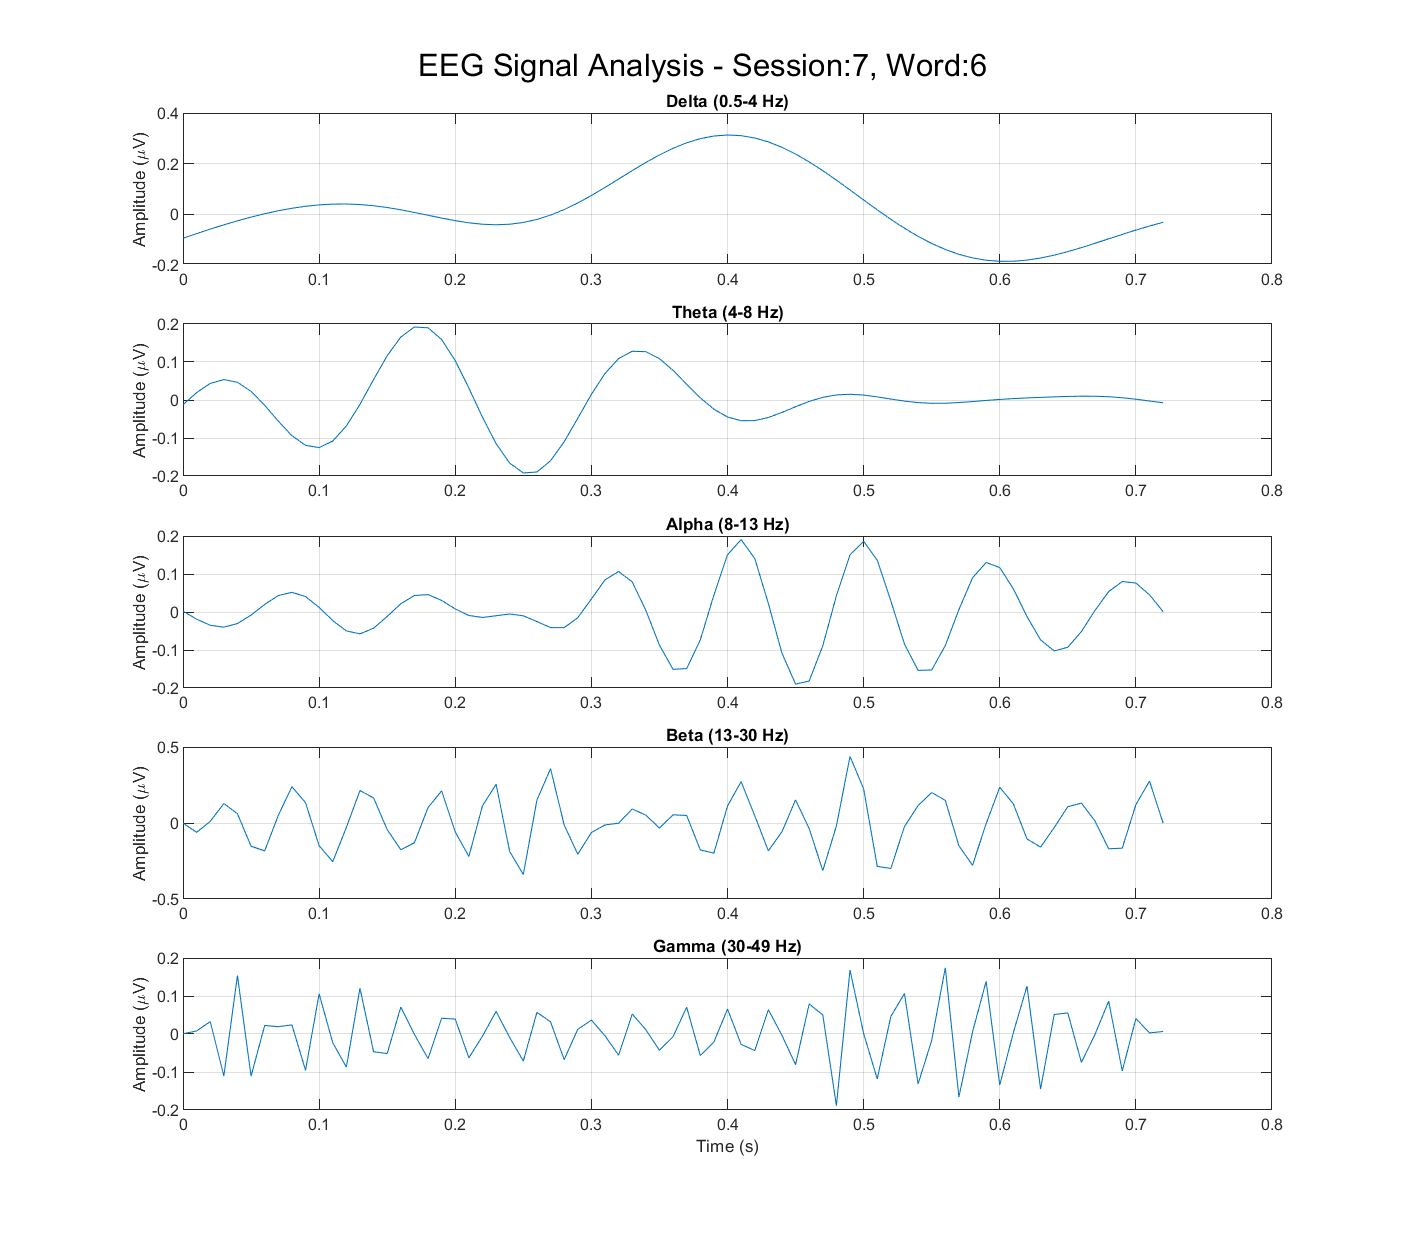 EEG Signal Analysis - Session:7, Word:6
Delta (0.5-4 Hz)
Amplitude (μV)
0.4
0.2
0
-0.2
0 0.1 0.2 0.3 0.4 0.5 0.6 0.7 0.8
Theta (4-8 Hz)
Amplitude (μV)
0.2
0.1
0
-0.1
-0.2
0 0.1 0.2 0.3 0.4 0.5 0.6 0.7 0.8
Alpha (8-13 Hz)
Amplitude (μV)
0.2
0.1
0
-0.1
-0.2
0 0.1 0.2 0.3 0.4 0.5 0.6 0.7 0.8
Beta (13-30 Hz)
Amplitude (μV)
0.5
0
-0.5
0 0.1 0.2 0.3 0.4 0.5 0.6 0.7 0.8
Gamma (30-49 Hz)
Amplitude (μV)
0.2
0.1
0
-0.1
-0.2
0 0.1 0.2 0.3 0.4 0.5 0.6 0.7 0.8
Time (s)